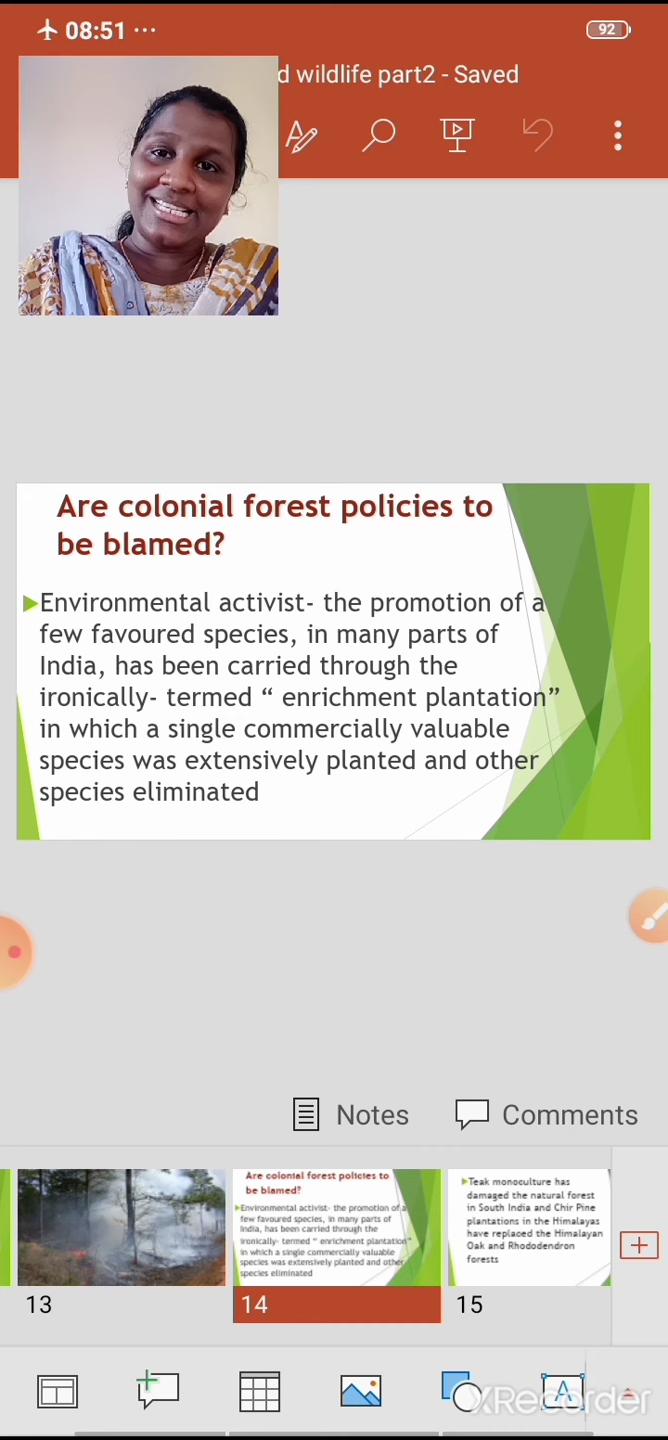 08:51 ...
92
d wildlife part2 - Saved
Are colonial forest policies to
be blamed?
Environmental activist- the promotion of a
few favoured species, in many parts of
India, has been carried through the
ironically- termed “ enrichment plantation”
in which a single commercially valuable
species was extensively planted and other
species eliminated
Notes
Comments
Are colonial forest policies to
be blamed?
Environmental activist- the promotion of a
few favoured species, in many parts of
India, has been carried through the
ironically- termed “ enrichment plantation”
in which a single commercially valuable
species was extensively planted and other
species eliminated
Teak monoculture has
damaged the natural forest
in South India and Chir Pine
plantations in the Himalayas
have replaced the Himalayan
Oak and Rhododendron
forests
13
14
15
A
XRecorder